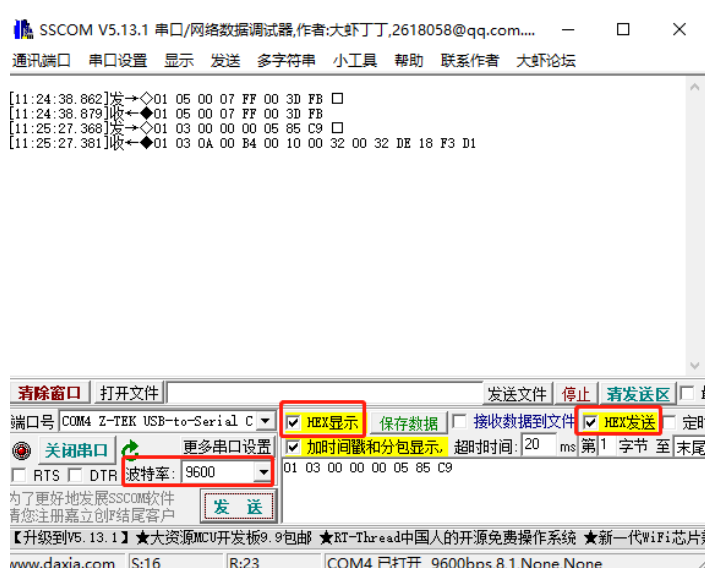 SSCOM V5.13.1 串口/网络数据调试器,作者:大虾丁丁,2618058@qq.com....
通讯端口 串口设置 显示 发送 多字符串 小工具 帮助 联系作者 大虾论坛
[11:24:38.862]发→◇01 05 00 07 FF 00 3D FB □
[11:24:38.879]收←◆01 05 00 07 FF 00 3D FB
[11:25:27.368]发→◇01 03 00 00 00 05 85 C9 □
[11:25:27.381]收←◆01 03 0A 00 B4 00 10 00 32 00 32 DE 18 F3 D1
清除窗口 打开文件 发送文件 停止 清发送区
端口号 COM4 Z-TEK USB-to-Serial C HEX显示 保存数据 接收数据到文件 HEX发送 定时
关闭串口 更多串口设置 加时间戳和分包显示, 超时时间: 20 ms 第 1 字节 至 末尾
RTS DTR 波特率: 9600 01 03 00 00 00 05 85 C9
为了更好地发展SSCOM软件
请您注册嘉立创F结尾客户
发 送
【升级到V5.13.1】★大资源MCU开发板9.9包邮 ★RT-Thread中国人的开源免费操作系统 ★新一代WiFi芯片
www.daxia.com S:16 R:23 COM4 已打开 9600bps,8,1,None,None